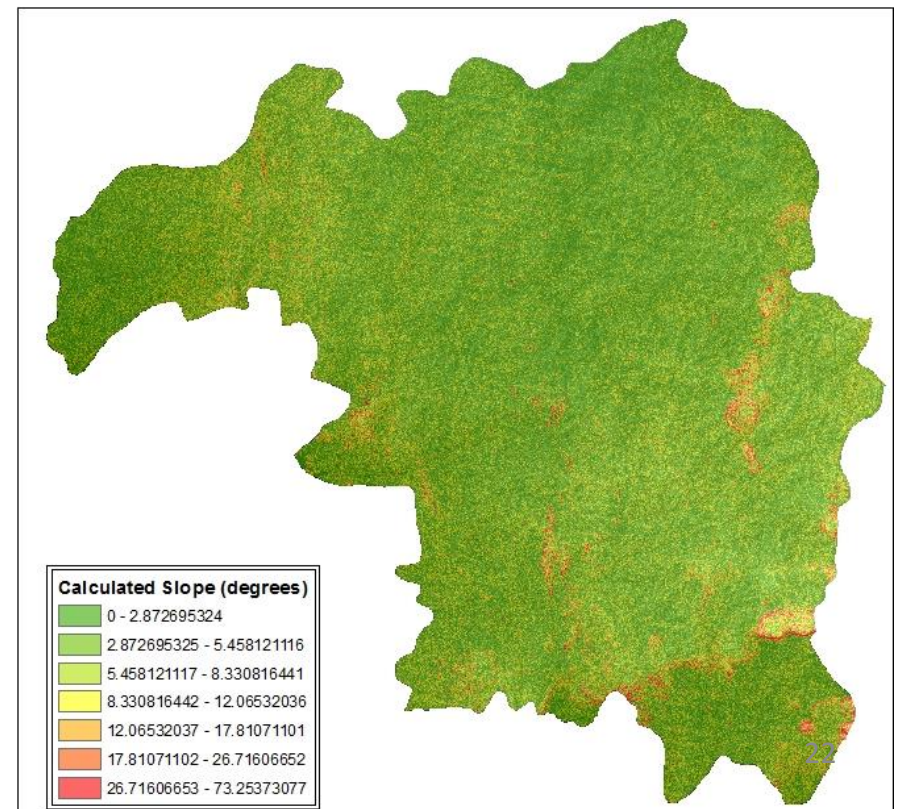 Calculated Slope (degrees)
0 - 2.872695324
2.872695325 - 5.458121116
5.458121117 - 8.330816441
8.330816442 - 12.06532036
12.06532037 - 17.81071101
17.81071102 - 26.71606652
26.71606653 - 73.25373077
22